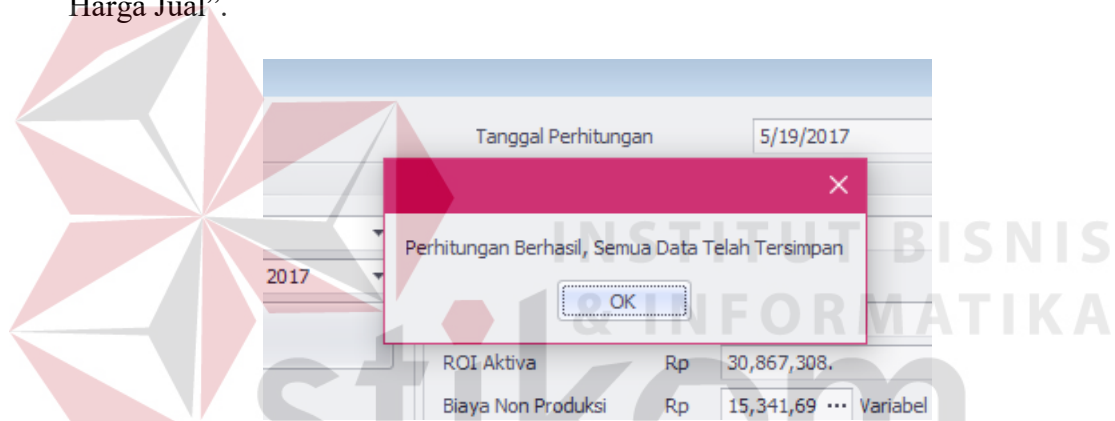 Harga Jual”.
Tanggal Perhitungan 5/19/2017
Perhitungan Berhasil, Semua Data Telah Tersimpan
2017
OK
ROI Aktiva Rp 30,867,308.
Biaya Non Produksi Rp 15,341,69 ... Variabel
INSTITUT BISNIS
& INFORMATIKA
stikom